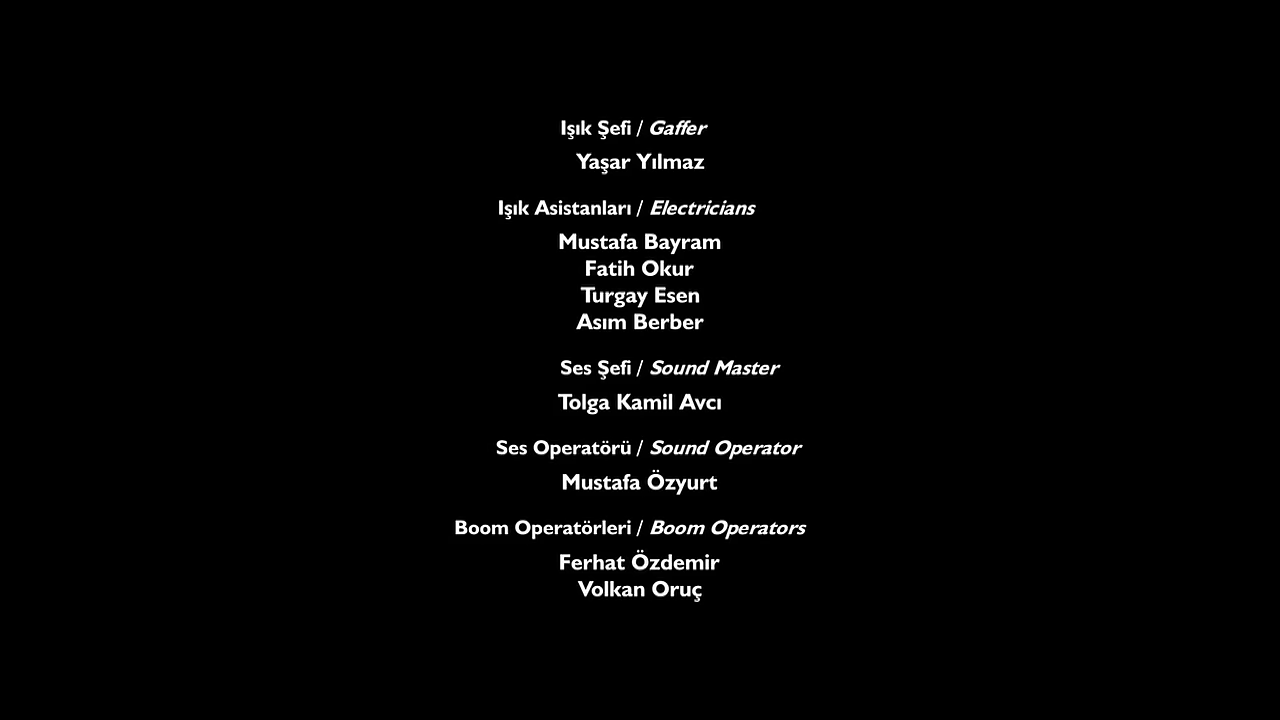 Işık Şefi / Gaffer
Yaşar Yılmaz
Işık Asistanları / Electricians
Mustafa Bayram
Fatih Okur
Turgay Esen
Asım Berber
Ses Şefi / Sound Master
Tolga Kamil Avcı
Ses Operatörü / Sound Operator
Mustafa Özyurt
Boom Operatörleri / Boom Operators
Ferhat Özdemir
Volkan Oruç